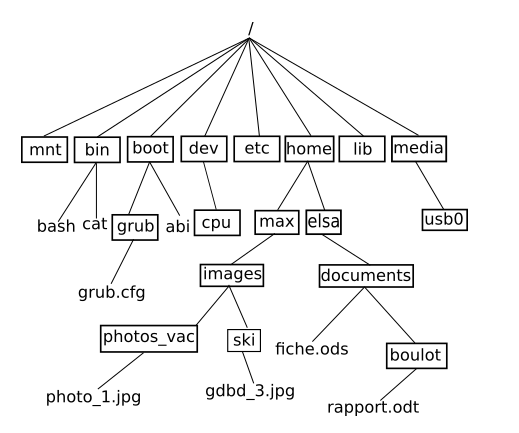 /
mnt bin boot dev etc home lib media
bash cat grub abi cpu max elsa usb0
images documents
grub.cfg
photos_vac ski fiche.ods boulot
photo_1.jpg gdbd_3.jpg rapport.odt